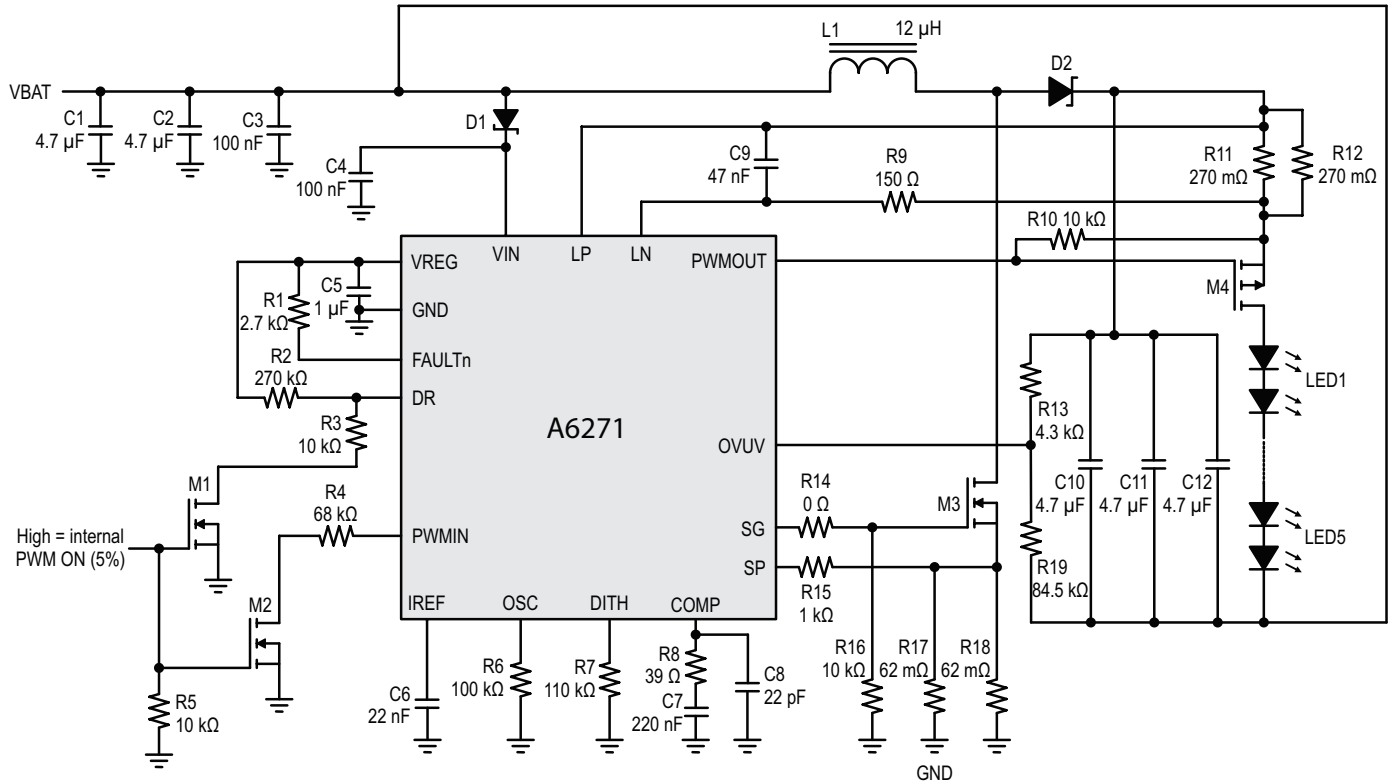 L1 12 µH
D2
VBAT
C1
4.7 µF
C2
4.7 µF
C3
100 nF
D1
C4
100 nF
C9
47 nF
R9
150 Ω
R11
270 mΩ
R12
270 mΩ
R10 10 kΩ
VREG
VIN
LP
LN
PWMOUT
M4
C5
1 µF
GND
R1
2.7 kΩ
FAULTn
R2
270 kΩ
DR
R3
10 kΩ
A6271
LED1
R13
4.3 kΩ
OVUV
C10
4.7 µF
C11
4.7 µF
C12
4.7 µF
M1
R4
68 kΩ
High = internal
PWM ON (5%)
PWMIN
R14
0 Ω
SG
M3
LED5
SP
R15
1 kΩ
R19
84.5 kΩ
M2
IREF
OSC
DITH
COMP
R5
10 kΩ
C6
22 nF
R6
100 kΩ
R7
110 kΩ
R8
39 Ω
C7
220 nF
C8
22 pF
R16
10 kΩ
R17
62 mΩ
R18
62 mΩ
GND